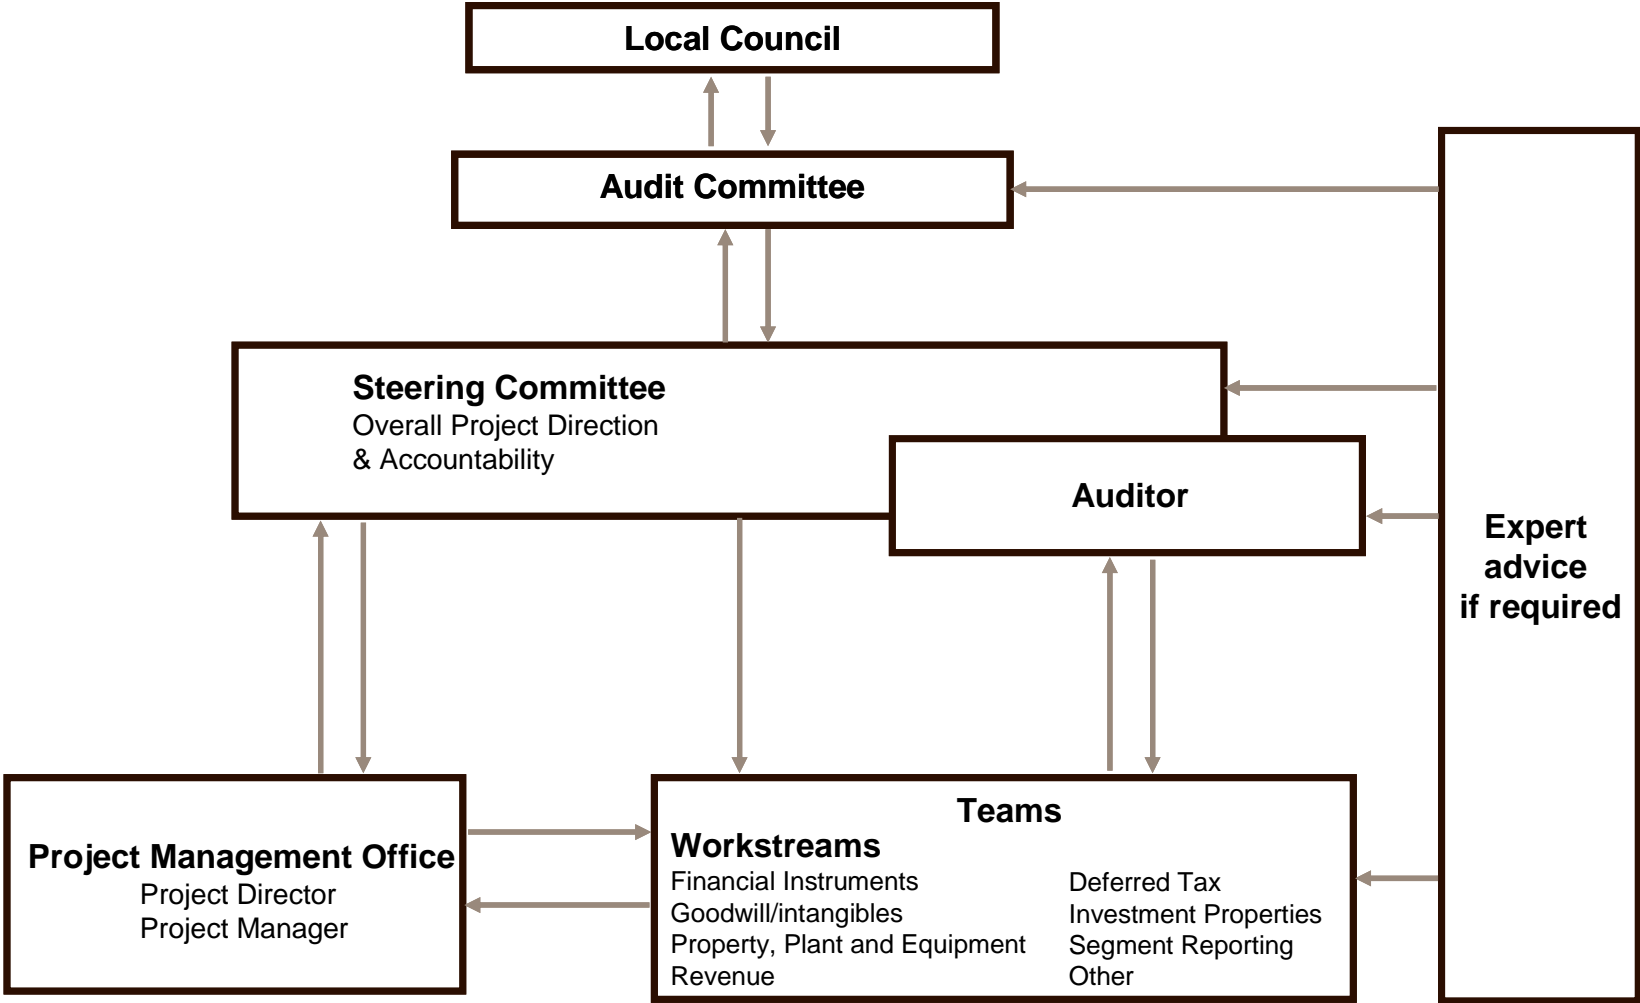 Local Council
Audit Committee
Steering Committee
Overall Project Direction
& Accountability
Auditor
Expert
advice
if required
Project Management Office
Project Director
Project Manager
Teams
Workstreams
Financial Instruments
Goodwill/intangibles
Property, Plant and Equipment
Revenue
Deferred Tax
Investment Properties
Segment Reporting
Other